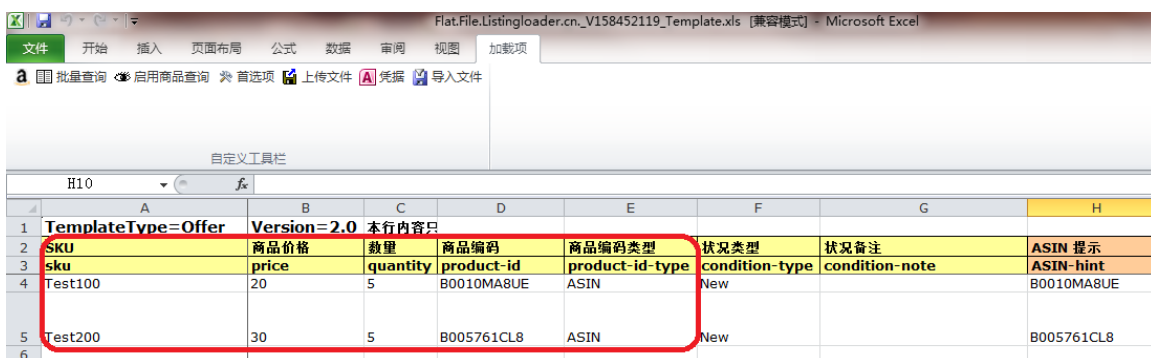 Flat.File.Listingloader.cn._V158452119_Template.xls [兼容模式] - Microsoft Excel
文件 开始 插入 页面布局 公式 数据 审阅 视图 加载项
a 批量查询 启用商品查询 首选项 上传文件 A 凭据 导入文件
自定义工具栏
H10 fx
A B C D E F G H
1 TemplateType=Offer Version=2.0 本行内容只
2 SKU 商品价格 数量 商品编码 商品编码类型 状况类型 状况备注 ASIN 提示
3 sku price quantity product-id product-id-type condition-type condition-note ASIN-hint
4 Test100 20 5 B0010MA8UE ASIN New B0010MA8UE
5 Test200 30 5 B005761CL8 ASIN New B005761CL8
6